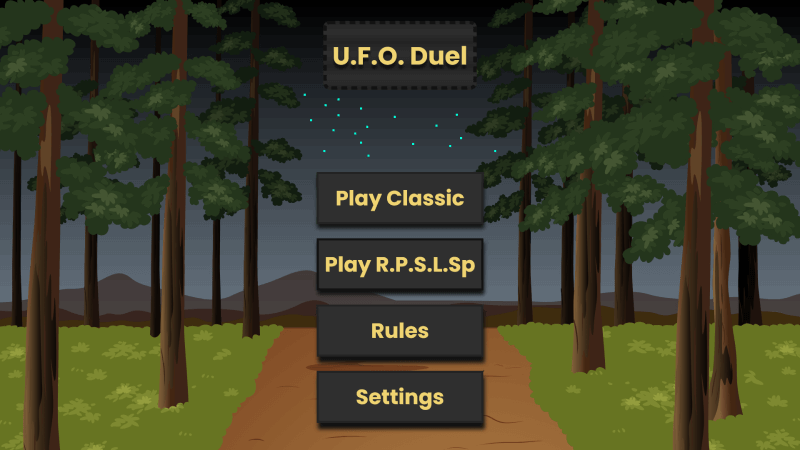 U.F.O. Duel
Play Classic
Play R.P.S.L.Sp
Rules
Settings